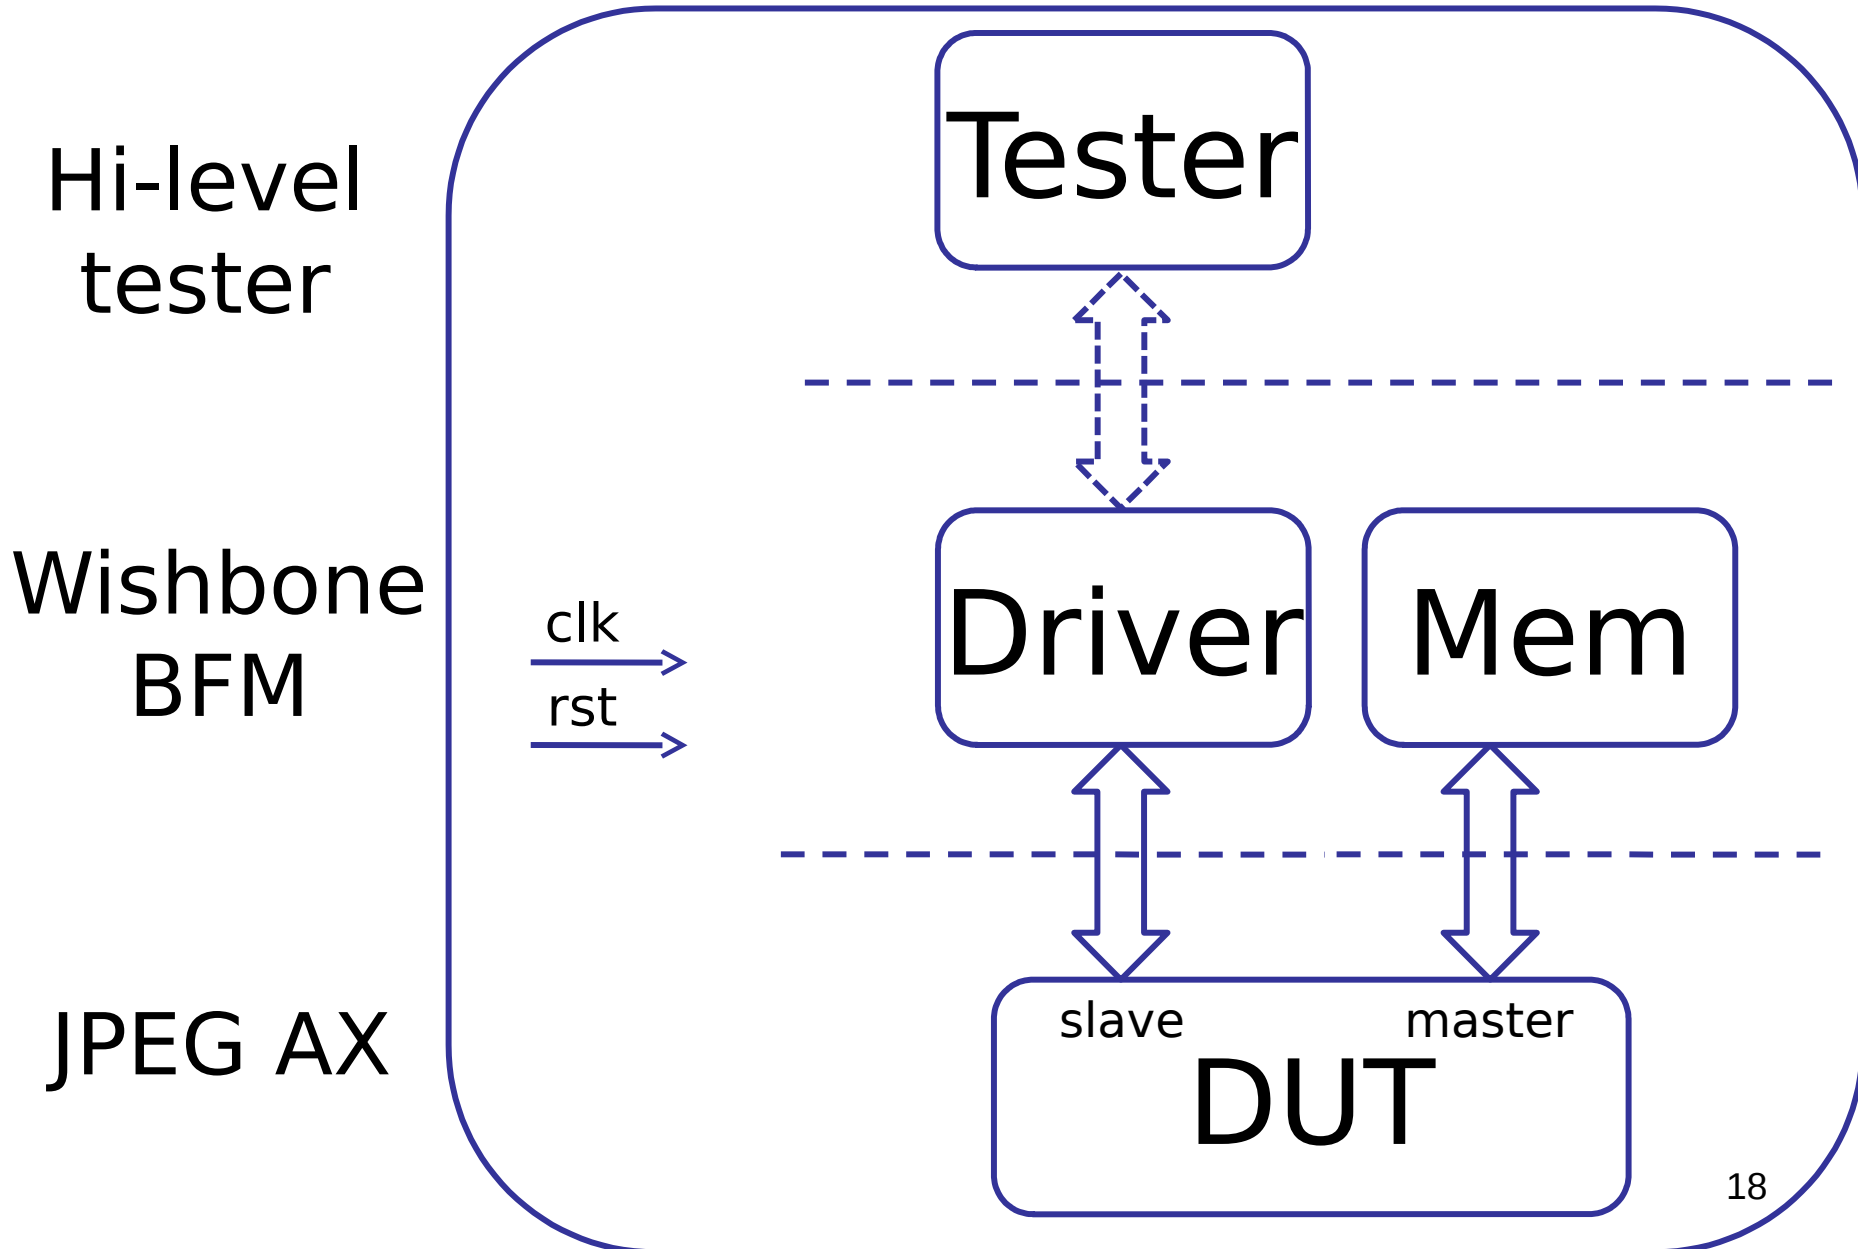 Hi-level
tester
Tester
Wishbone
BFM
clk
rst
Driver
Mem
JPEG AX
slave
master
DUT
18